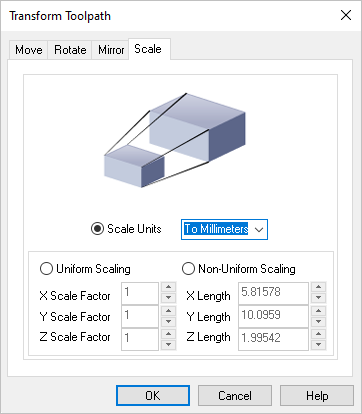 Transform Toolpath
Move Rotate Mirror Scale
Scale Units To Millimeters
Uniform Scaling Non-Uniform Scaling
X Scale Factor 1 X Length 5.81578
Y Scale Factor 1 Y Length 10.0959
Z Scale Factor 1 Z Length 1.99542
OK Cancel Help